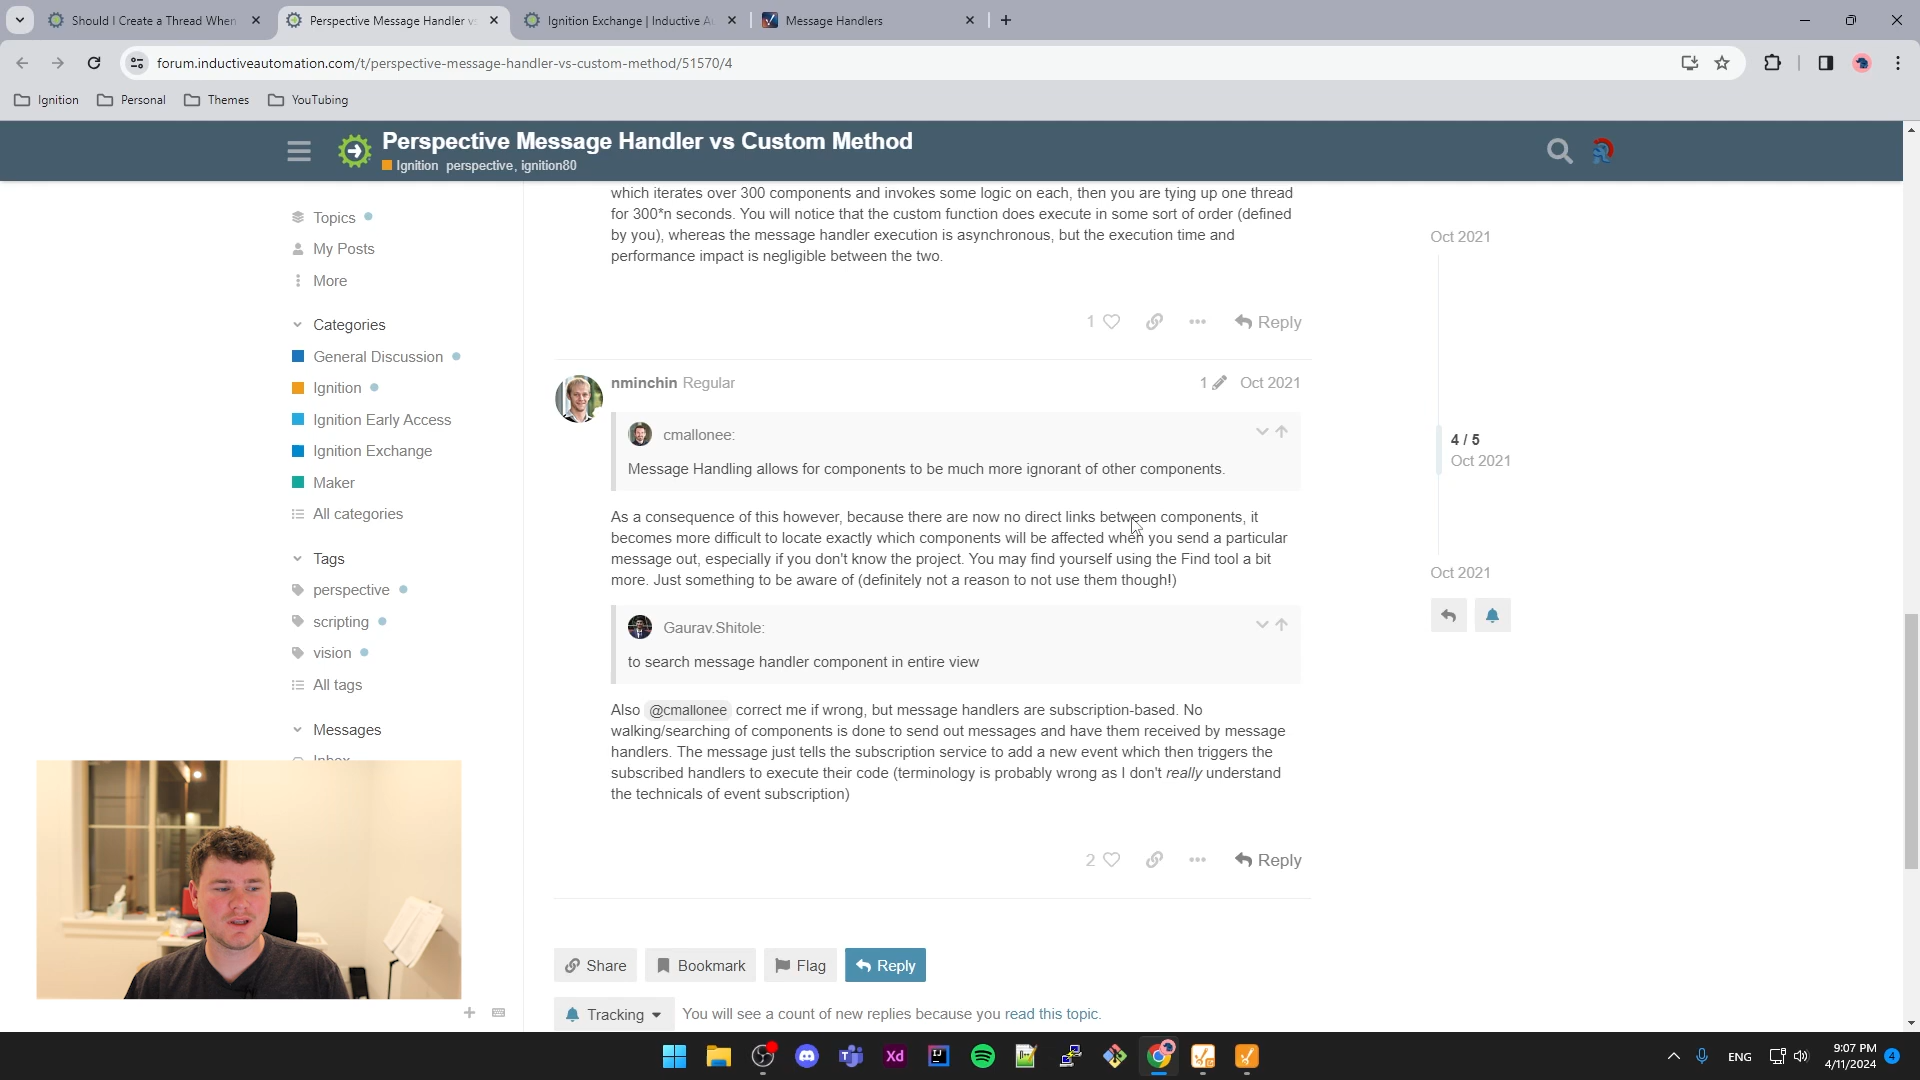 Should I Create a Thread When
Perspective Message Handler vs
Ignition Exchange | Inductive Au
Message Handlers
forum.inductiveautomation.com/t/perspective-message-handler-vs-custom-method/51570/4
Ignition
Personal
Themes
YouTubing
Perspective Message Handler vs Custom Method
Ignition perspective, ignition80
Topics
My Posts
More
Categories
General Discussion
Ignition
Ignition Early Access
Ignition Exchange
Maker
All categories
Tags
perspective
scripting
vision
All tags
Messages
Inbox
which iterates over 300 components and invokes some logic on each, then you are tying up one thread
for 300*n seconds. You will notice that the custom function does execute in some sort of order (defined
by you), whereas the message handler execution is asynchronous, but the execution time and
performance impact is negligible between the two.
1
Reply
nminchin Regular
1
Oct 2021
cmallonee:
Message Handling allows for components to be much more ignorant of other components.
As a consequence of this however, because there are now no direct links between components, it
becomes more difficult to locate exactly which components will be affected when you send a particular
message out, especially if you don't know the project. You may find yourself using the Find tool a bit
more. Just something to be aware of (definitely not a reason to not use them though!)
Gaurav.Shitole:
to search message handler component in entire view
Also @cmallonee correct me if wrong, but message handlers are subscription-based. No
walking/searching of components is done to send out messages and have them received by message
handlers. The message just tells the subscription service to add a new event which then triggers the
subscribed handlers to execute their code (terminology is probably wrong as I don't really understand
the technicals of event subscription)
2
Reply
Share
Bookmark
Flag
Reply
Tracking
You will see a count of new replies because you read this topic.
Oct 2021
4 / 5
Oct 2021
Oct 2021
Xd
IJ
ENG
9:07 PM
4/11/2024
4